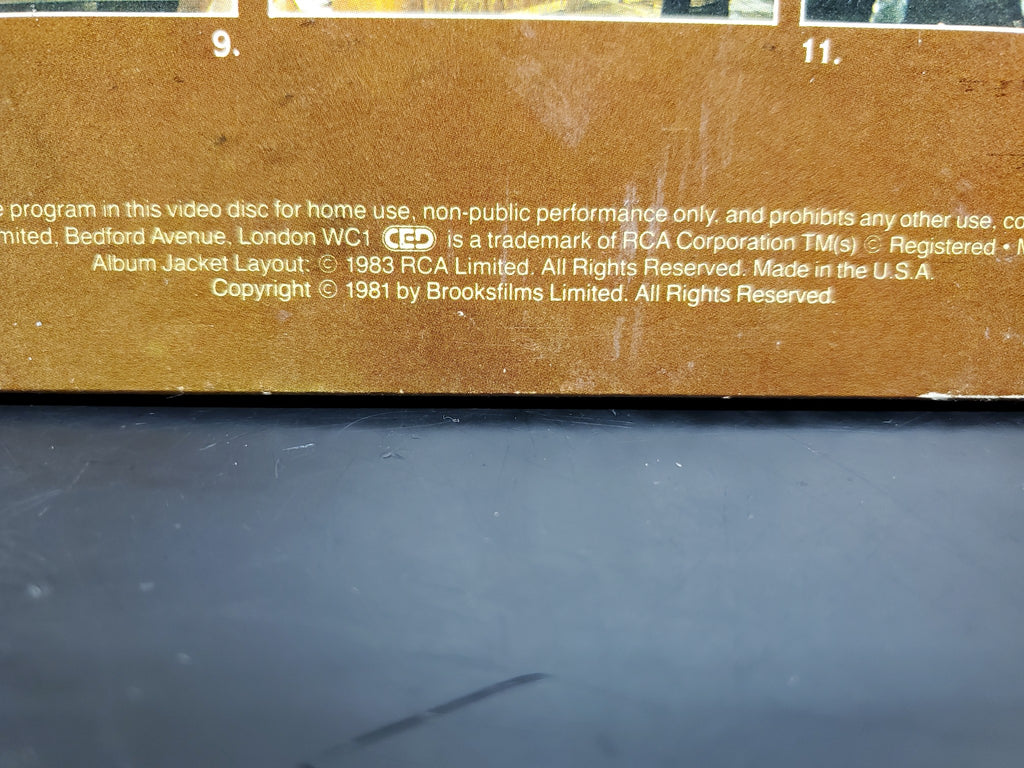 9.
11.
e program in this video disc for home use, non-public performance only, and prohibits any other use, co
mited, Bedford Avenue. London WC1 CED is a trademark of RCA Corporation TM(s) © Registered • M
Album Jacket Layout: © 1983 RCA Limited. All Rights Reserved. Made in the U.S.A.
Copyright © 1981 by Brooksfilms Limited. All Rights Reserved.